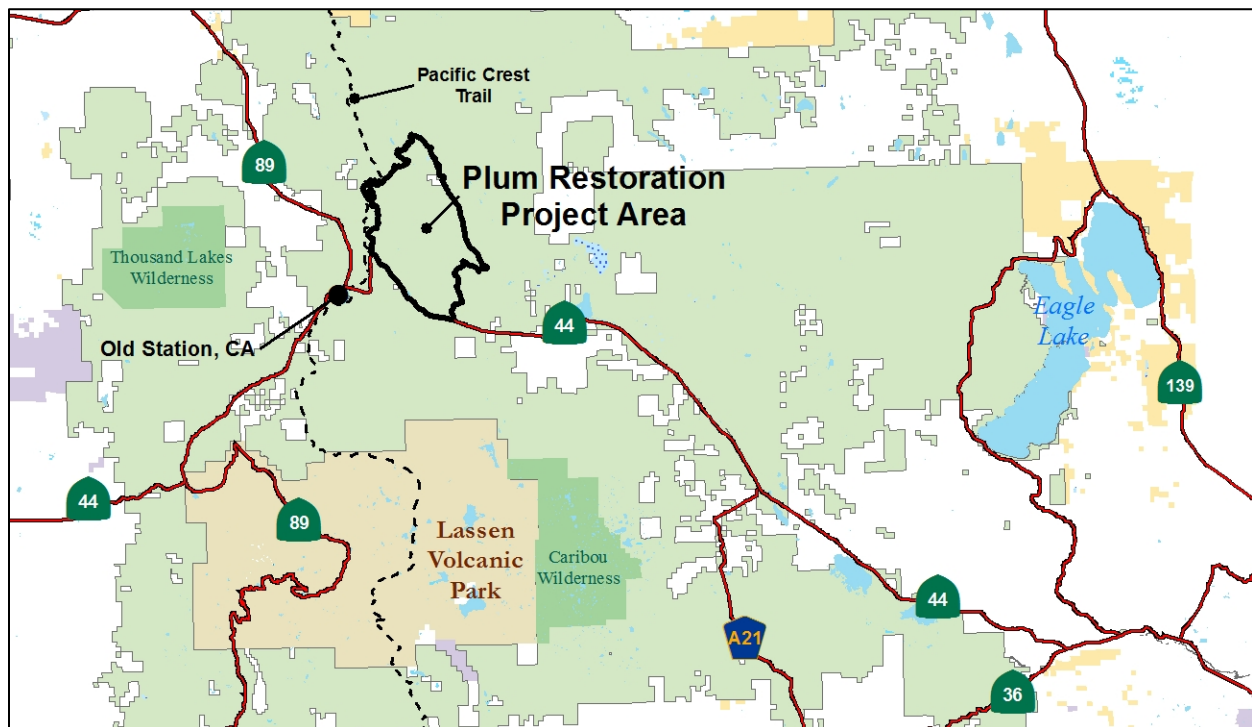 Pacific Crest
Trail
89
Plum Restoration
Project Area
Thousand Lakes
Wilderness
Old Station, CA
44
Eagle
Lake
139
44
89
Lassen
Volcanic
Park
Caribou
Wilderness
44
A21
36